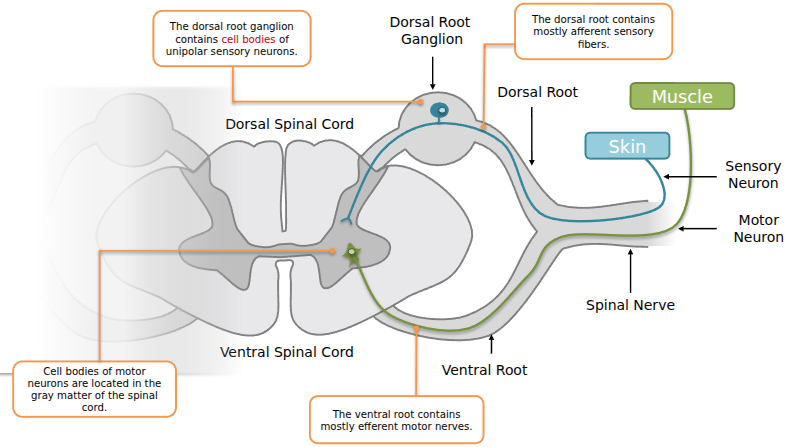 The dorsal root ganglion
contains cell bodies of
unipolar sensory neurons.
Dorsal Root
Ganglion
The dorsal root contains
mostly afferent sensory
fibers.
Dorsal Root
Muscle
Dorsal Spinal Cord
Skin
Sensory
Neuron
Motor
Neuron
Spinal Nerve
Ventral Spinal Cord
Ventral Root
Cell bodies of motor
neurons are located in the
gray matter of the spinal
cord.
The ventral root contains
mostly efferent motor nerves.